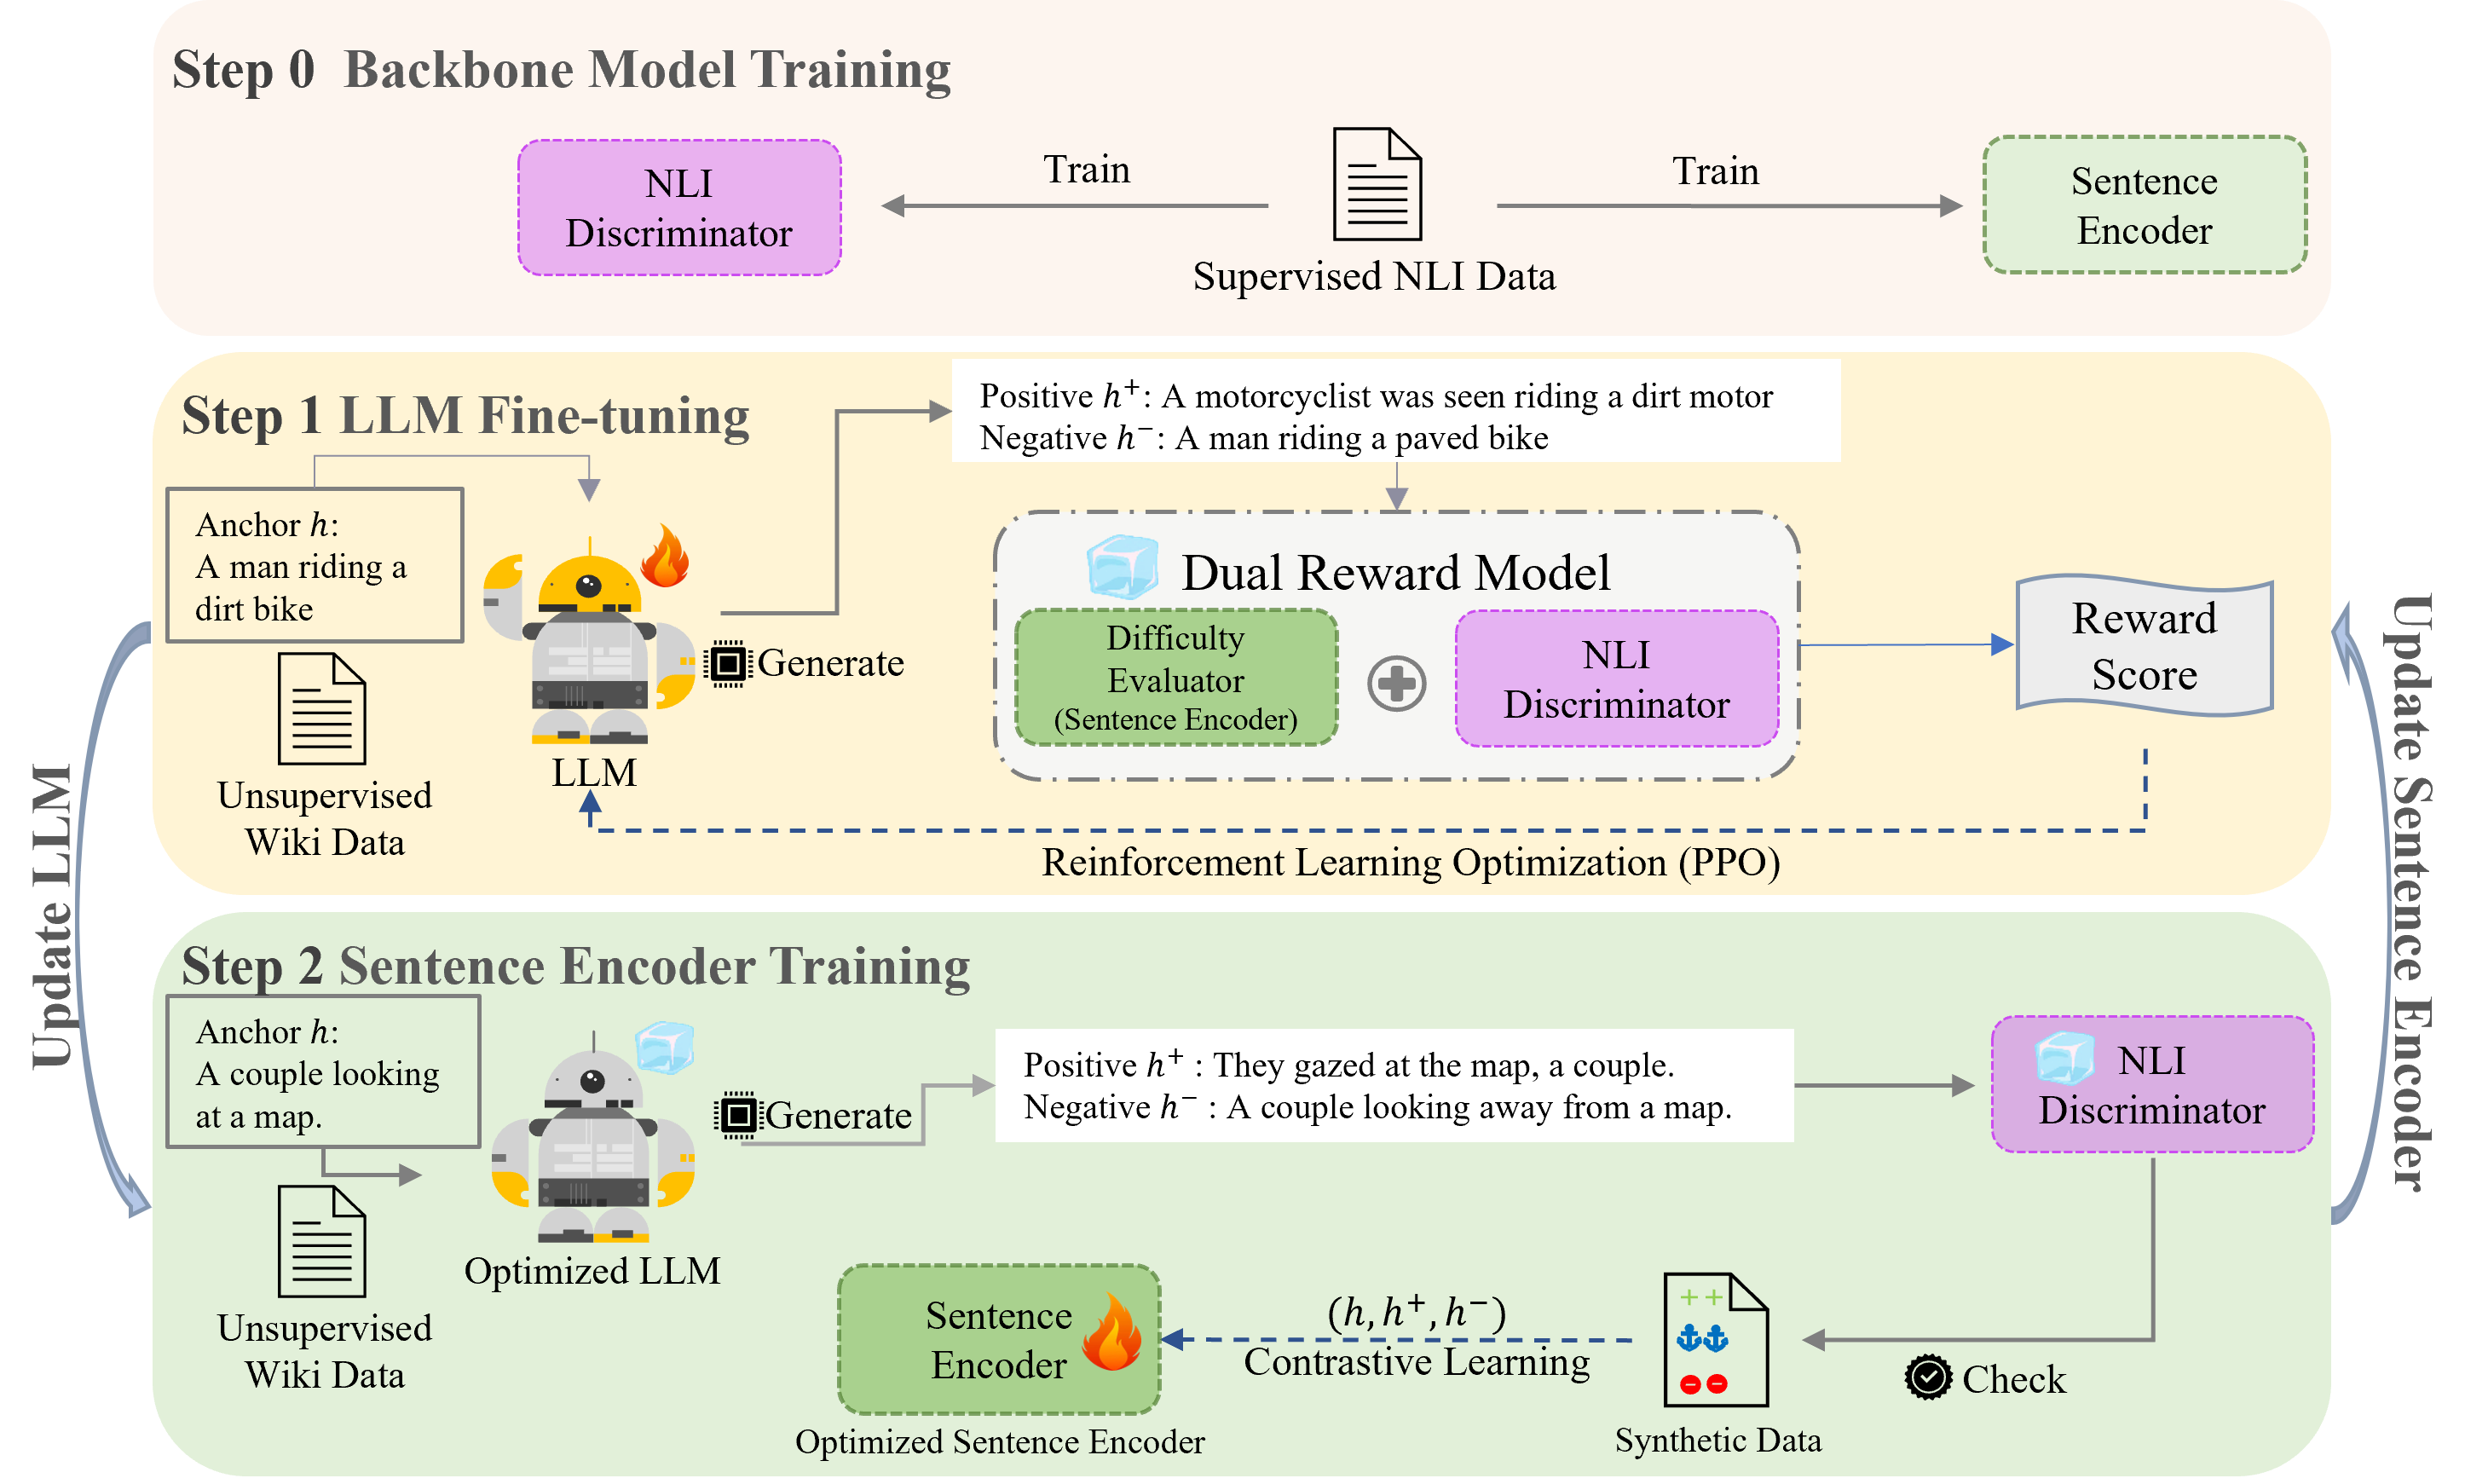 Step 0 Backbone Model Training
NLI
Discriminator
Train
Supervised NLI Data
Train
Sentence
Encoder
Step 1 LLM Fine-tuning
Anchor h:
A man riding a
dirt bike
Unsupervised
Wiki Data
LLM
Generate
Positive h⁺: A motorcyclist was seen riding a dirt motor
Negative h⁻: A man riding a paved bike
Dual Reward Model
Difficulty
Evaluator
(Sentence Encoder)
NLI
Discriminator
Reward
Score
Reinforcement Learning Optimization (PPO)
Update LLM
Update Sentence Encoder
Step 2 Sentence Encoder Training
Anchor h:
A couple looking
at a map.
Unsupervised
Wiki Data
Optimized LLM
Generate
Positive h⁺ : They gazed at the map, a couple.
Negative h⁻ : A couple looking away from a map.
NLI
Discriminator
Check
Synthetic Data
(h, h⁺, h⁻)
Contrastive Learning
Sentence
Encoder
Optimized Sentence Encoder